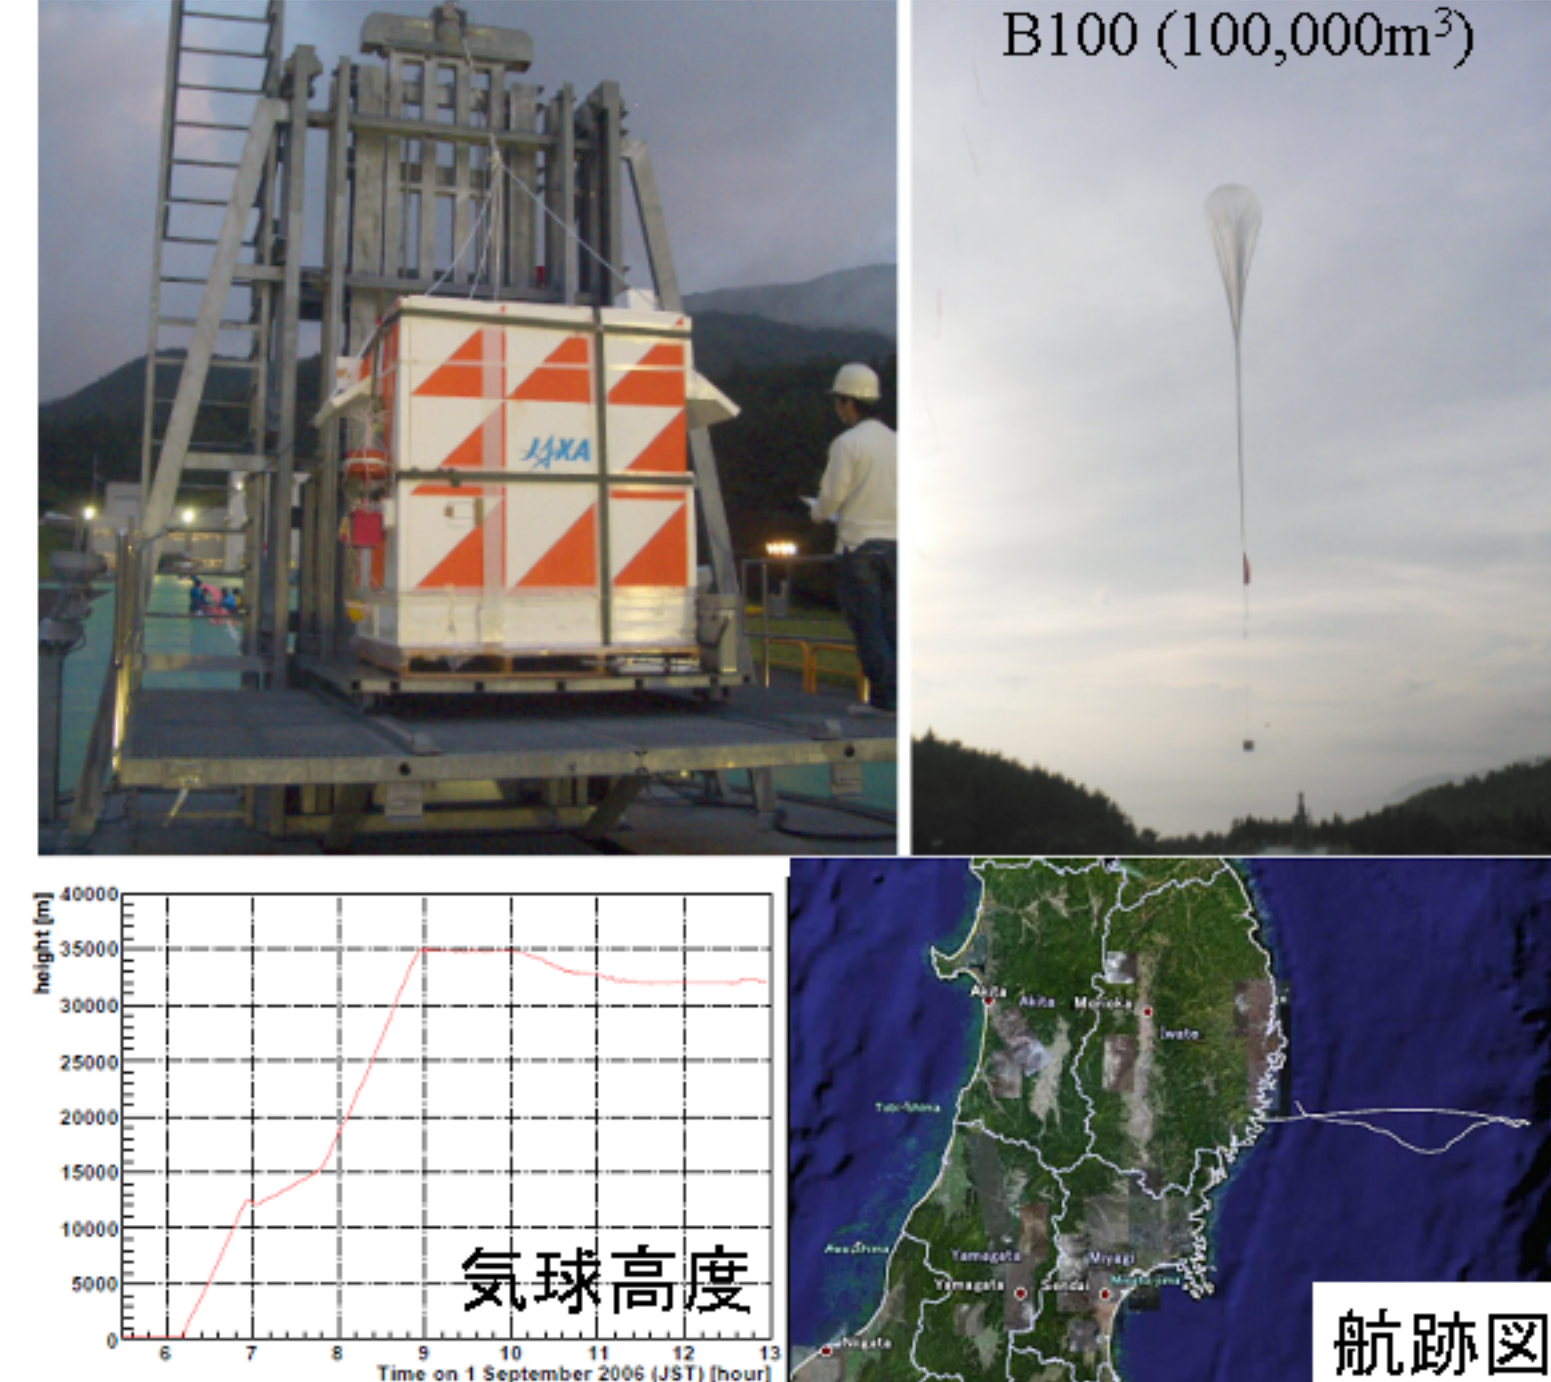 B100 (100,000m³)
JAXA
height [m]
40000
35000
30000
25000
20000
15000
10000
5000
0
6 7 8 9 10 11 12 13
Time on 1 September 2006 (JST) [hour]
気球高度
Akita
Akita
Morioka
Iwate
Tobi-Shima
Yamagata
Miyagi
Yamagata
Sendai
Niigata
航跡図